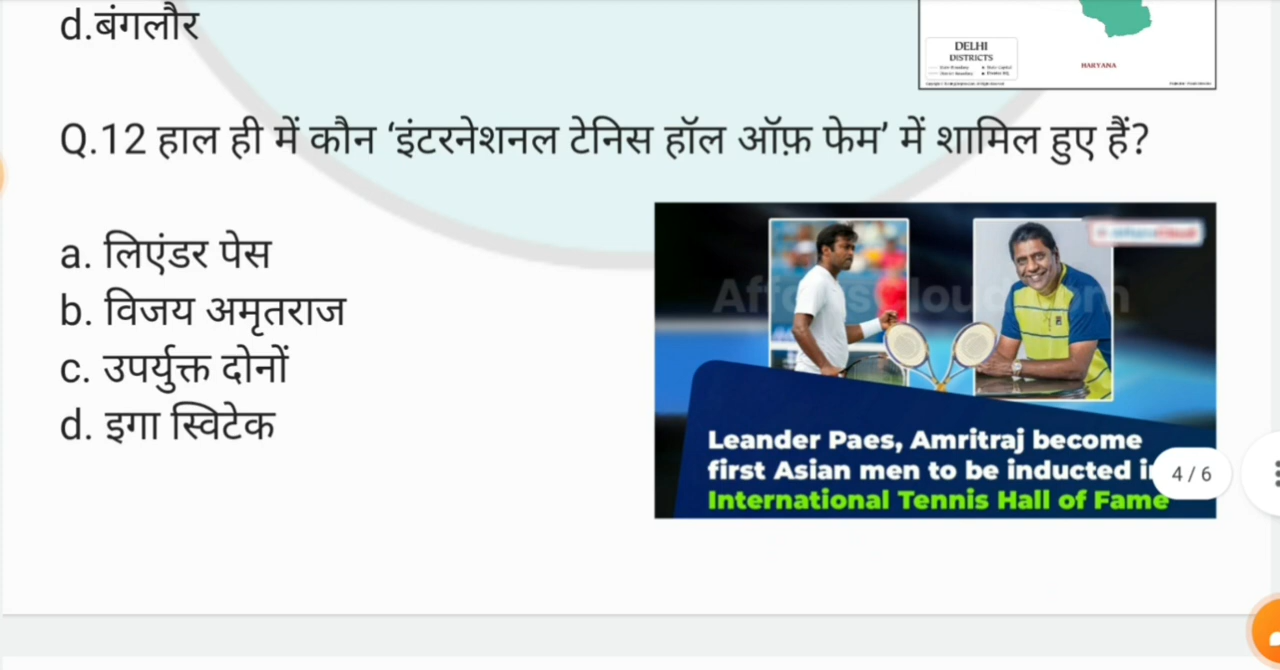 d.बंगलौर
DELHI
DISTRICTS
HARYANA
Q.12 हाल ही में कौन ‘इंटरनेशनल टेनिस हॉल ऑफ़ फेम’ में शामिल हुए हैं?
a. लिएंडर पेस
b. विजय अमृतराज
c. उपर्युक्त दोनों
d. इगा स्विटेक
Leander Paes, Amritraj become
first Asian men to be inducted
International Tennis Hall of Fame
4 / 6